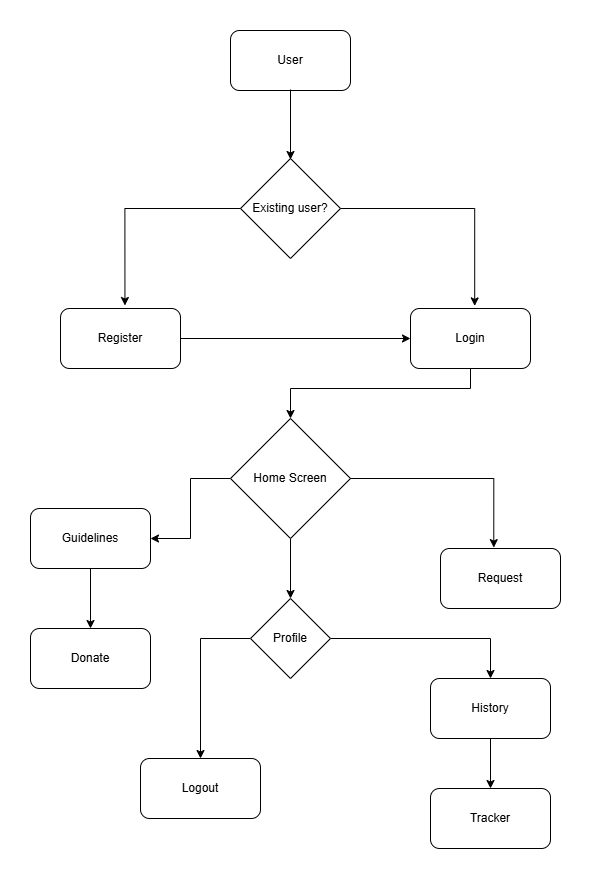 User
Existing user?
Register
Login
Home Screen
Guidelines
Request
Donate
Profile
History
Logout
Tracker